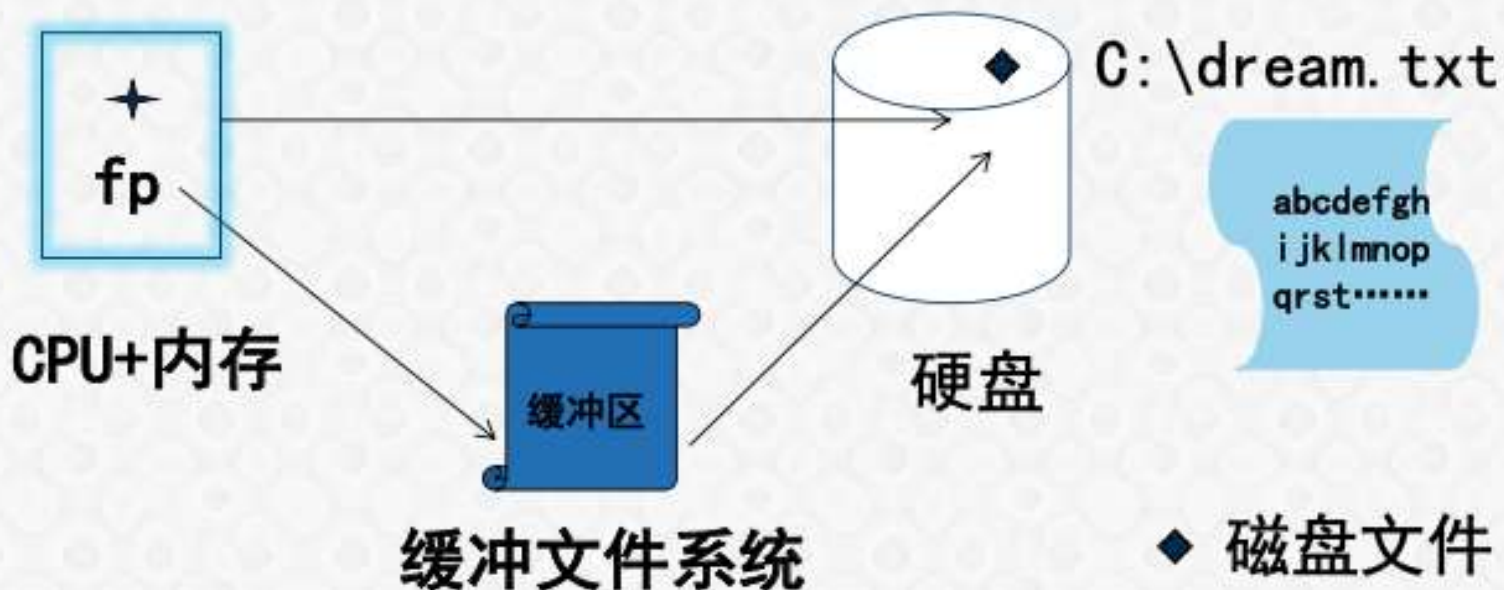 C:\dream.txt
fp
abcdefgh
ijklmnop
qrst……
CPU+内存
硬盘
缓冲区
缓冲文件系统
磁盘文件